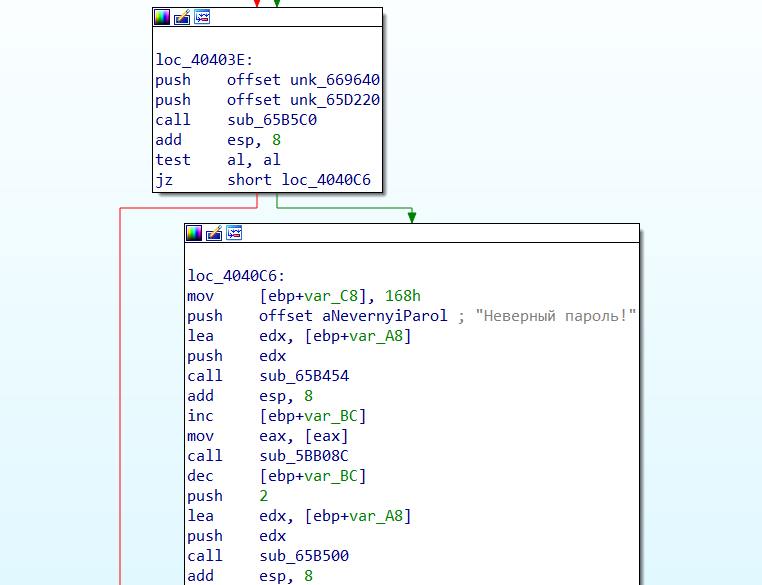 loc_40403E:
push offset unk_669640
push offset unk_65D220
call sub_65B5C0
add esp, 8
test al, al
jz short loc_4040C6
loc_4040C6:
mov [ebp+var_C8], 168h
push offset aNevernyiParol ; "Неверный пароль!"
lea edx, [ebp+var_A8]
push edx
call sub_65B454
add esp, 8
inc [ebp+var_BC]
mov eax, [eax]
call sub_5BB08C
dec [ebp+var_BC]
push 2
lea edx, [ebp+var_A8]
push edx
call sub_65B500
add esp, 8